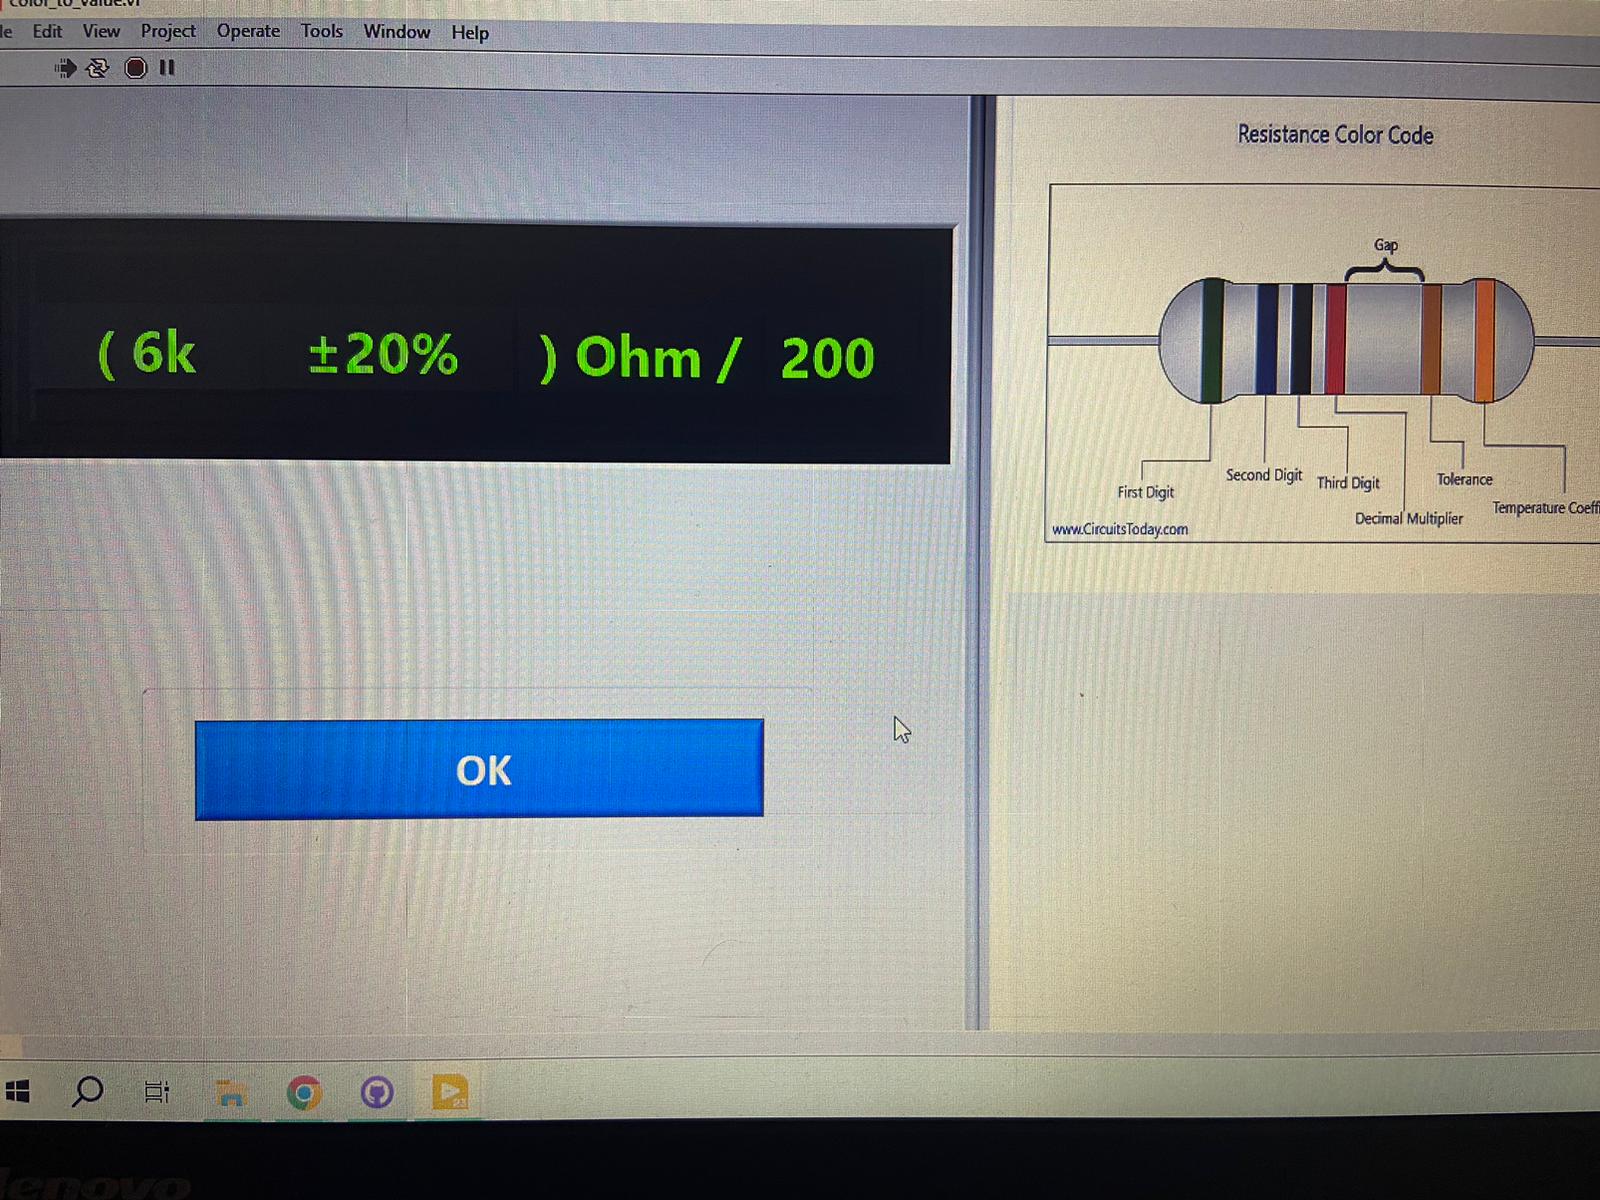 Color_to_value.vi
Edit View Project Operate Tools Window Help
Resistance Color Code
Gap
( 6k ±20% ) Ohm / 200
First Digit
Second Digit
Third Digit
Tolerance
Decimal Multiplier
Temperature Coeffi
www.CircuitsToday.com
OK
23
lenovo